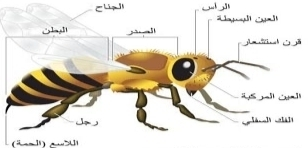 الرأس
الجناح
العين البسيطة
الصدر
البطن
قرن استشعار
العين المركبة
رجل
الفك السفلي
اللاسع (الحمة)